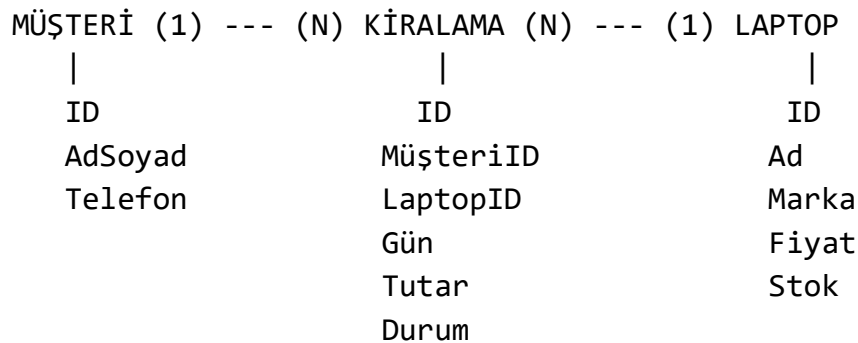 MÜŞTERİ (1) --- (N) KİRALAMA (N) --- (1) LAPTOP
| | |
ID ID ID
AdSoyad MüşteriID Ad
Telefon LaptopID Marka
Gün Fiyat
Tutar Stok
Durum